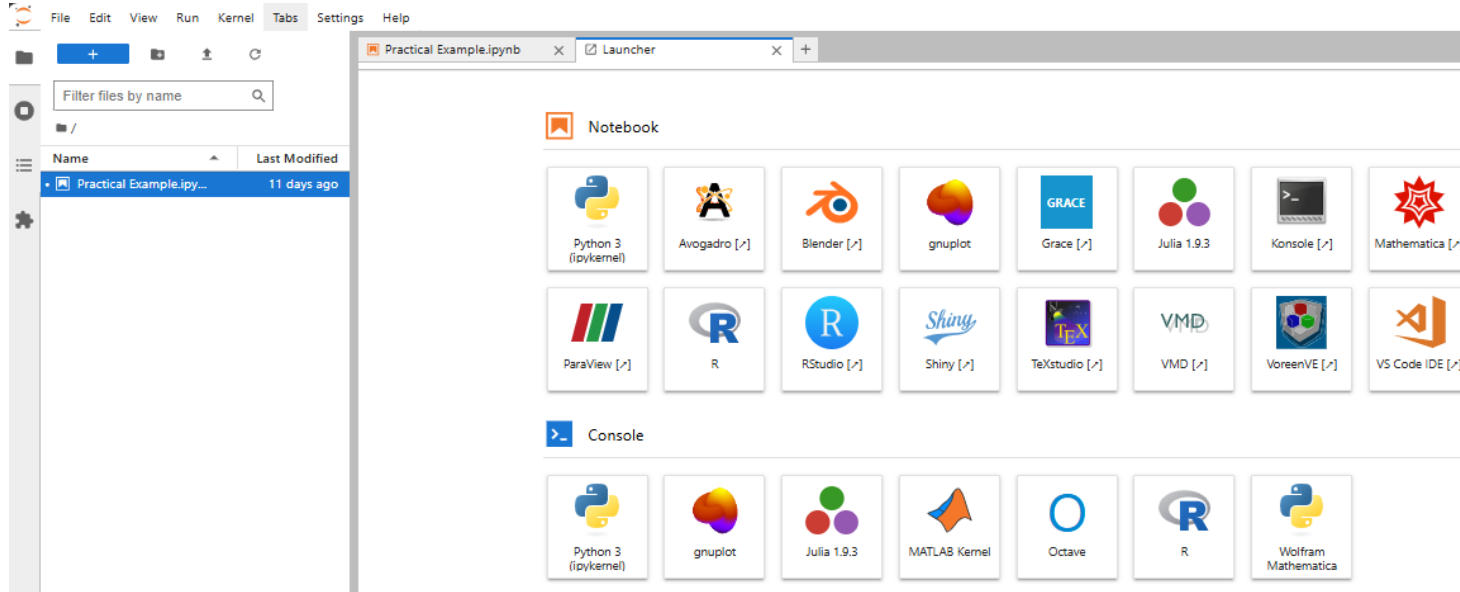 File Edit View Run Kernel Tabs Settings Help
+
Practical Example.ipynb
Launcher
+
Filter files by name
/
Name Last Modified
Practical Example.ipy... 11 days ago
Notebook
GRACE
>_
Python 3
(ipykernel)
Avogadro [↗]
Blender [↗]
gnuplot
Grace [↗]
Julia 1.9.3
Konsole [↗]
Mathematica [↗
R
R
Shiny
TEX
VMD
ParaView [↗]
R
RStudio [↗]
Shiny [↗]
TeXstudio [↗]
VMD [↗]
VoreenVE [↗]
VS Code IDE [↗]
>_ Console
O
R
Python 3
(ipykernel)
gnuplot
Julia 1.9.3
MATLAB Kernel
Octave
R
Wolfram
Mathematica